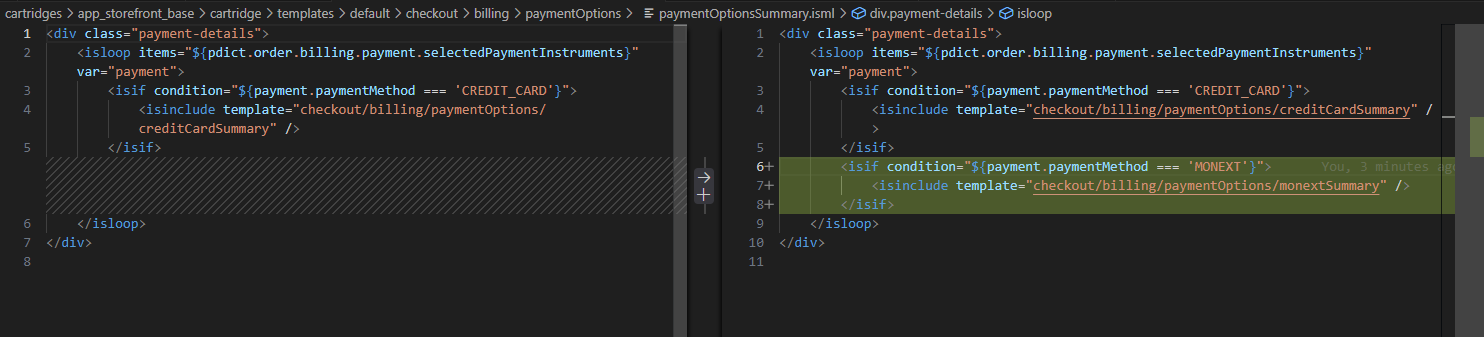 cartridges > app_storefront_base > cartridge > templates > default > checkout > billing > paymentOptions > paymentOptionsSummary.isml > div.payment-details > isloop
1 <div class="payment-details">
2 <isloop items="${pdict.order.billing.payment.selectedPaymentInstruments}"
var="payment">
3 <isif condition="${payment.paymentMethod === 'CREDIT_CARD'}">
4 <isinclude template="checkout/billing/paymentOptions/
creditCardSummary" />
5 </isif>
6 </isloop>
7 </div>
8
1 <div class="payment-details">
2 <isloop items="${pdict.order.billing.payment.selectedPaymentInstruments}"
var="payment">
3 <isif condition="${payment.paymentMethod === 'CREDIT_CARD'}">
4 <isinclude template="checkout/billing/paymentOptions/creditCardSummary" /
>
5 </isif>
6+ <isif condition="${payment.paymentMethod === 'MONEXT'}"> You, 3 minutes ago
7+ <isinclude template="checkout/billing/paymentOptions/monextSummary" />
8+ </isif>
9 </isloop>
10 </div>
11